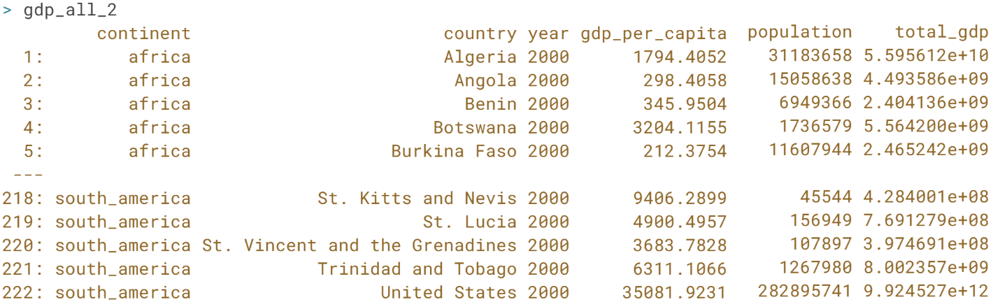 > gdp_all_2
continent country year gdp_per_capita population total_gdp
1: africa Algeria 2000 1794.4052 31183658 5.595612e+10
2: africa Angola 2000 298.4058 15058638 4.493586e+09
3: africa Benin 2000 345.9504 6949366 2.404136e+09
4: africa Botswana 2000 3204.1155 1736579 5.564200e+09
5: africa Burkina Faso 2000 212.3754 11607944 2.465242e+09
---
218: south_america St. Kitts and Nevis 2000 9406.2899 45544 4.284001e+08
219: south_america St. Lucia 2000 4900.4957 156949 7.691279e+08
220: south_america St. Vincent and the Grenadines 2000 3683.7828 107897 3.974691e+08
221: south_america Trinidad and Tobago 2000 6311.1066 1267980 8.002357e+09
222: south_america United States 2000 35081.9231 282895741 9.924527e+12